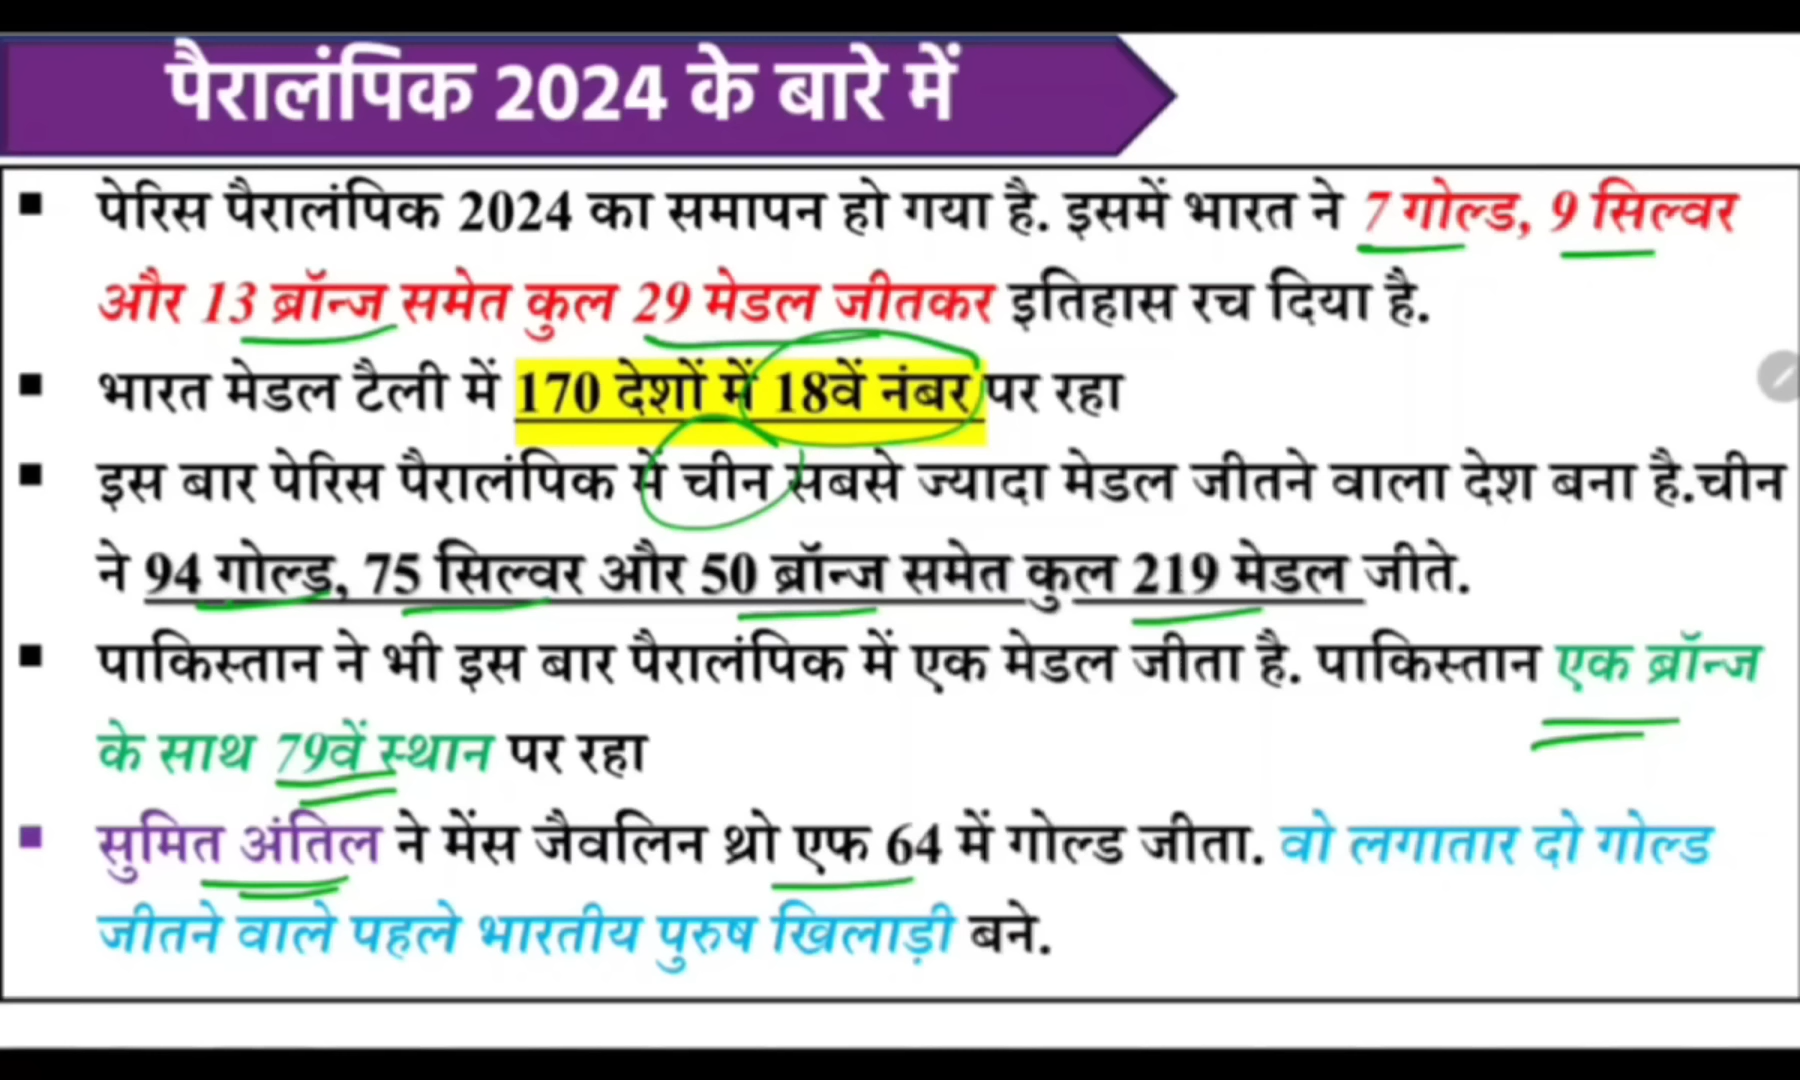 पैरालंपिक 2024 के बारे में
▪ पेरिस पैरालंपिक 2024 का समापन हो गया है. इसमें भारत ने 7 गोल्ड, 9 सिल्वर
और 13 ब्रॉन्ज समेत कुल 29 मेडल जीतकर इतिहास रच दिया है.
▪ भारत मेडल टैली में 170 देशों में 18वें नंबर पर रहा
▪ इस बार पेरिस पैरालंपिक में चीन सबसे ज्यादा मेडल जीतने वाला देश बना है.चीन
ने 94 गोल्ड, 75 सिल्वर और 50 ब्रॉन्ज समेत कुल 219 मेडल जीते.
▪ पाकिस्तान ने भी इस बार पैरालंपिक में एक मेडल जीता है. पाकिस्तान एक ब्रॉन्ज
के साथ 79वें स्थान पर रहा
▪ सुमित अंतिल ने मेंस जैवलिन थ्रो एफ 64 में गोल्ड जीता. वो लगातार दो गोल्ड
जीतने वाले पहले भारतीय पुरुष खिलाड़ी बने.